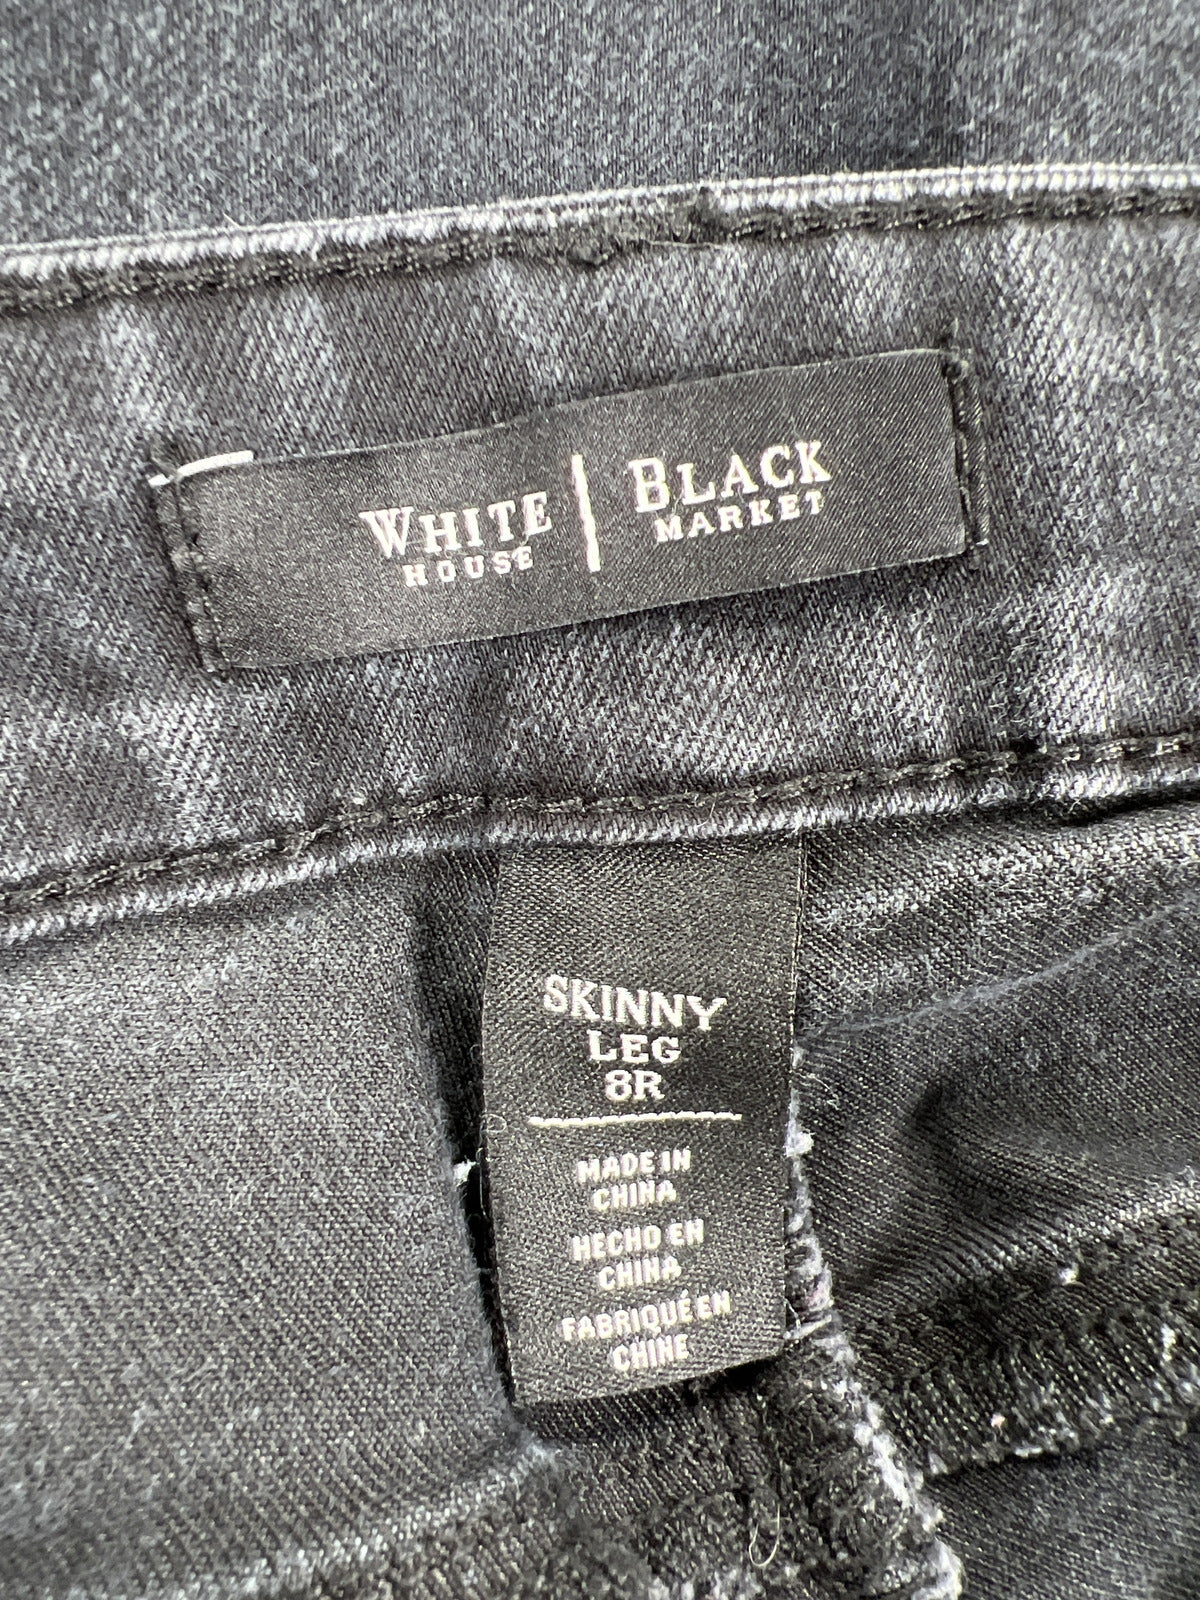 WHITE | BLACK
HOUSE | MARKET
SKINNY
LEG
8R
MADE IN
CHINA
HECHO EN
CHINA
FABRIQUÉ EN
CHINE